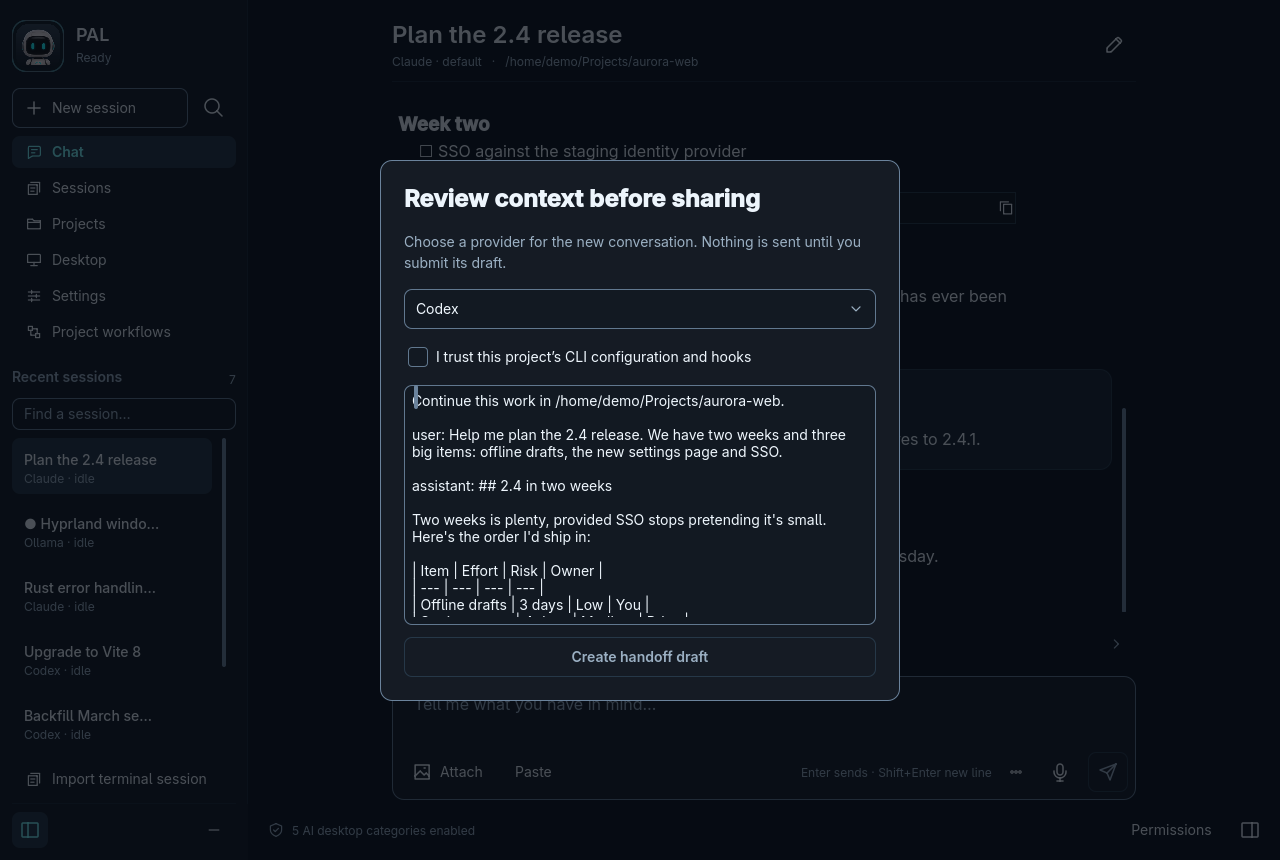 PAL
Ready
New session
Chat
Sessions
Projects
Desktop
Settings
Project workflows
Recent sessions 7
Find a session...
Plan the 2.4 release
Claude · idle
● Hyprland windo...
Ollama · idle
Rust error handlin...
Claude · idle
Upgrade to Vite 8
Codex · idle
Backfill March se...
Codex · idle
Import terminal session
Plan the 2.4 release
Claude · default · /home/demo/Projects/aurora-web
Week two
☐ SSO against the staging identity provider
has ever been
es to 2.4.1.
sday.
Review context before sharing
Choose a provider for the new conversation. Nothing is sent until you
submit its draft.
Codex
I trust this project’s CLI configuration and hooks
Continue this work in /home/demo/Projects/aurora-web.
user: Help me plan the 2.4 release. We have two weeks and three
big items: offline drafts, the new settings page and SSO.
assistant: ## 2.4 in two weeks
Two weeks is plenty, provided SSO stops pretending it's small.
Here's the order I'd ship in:
| Item | Effort | Risk | Owner |
| --- | --- | --- | --- |
| Offline drafts | 3 days | Low | You |
Create handoff draft
Tell me what you have in mind...
Attach
Paste
Enter sends · Shift+Enter new line
5 AI desktop categories enabled
Permissions